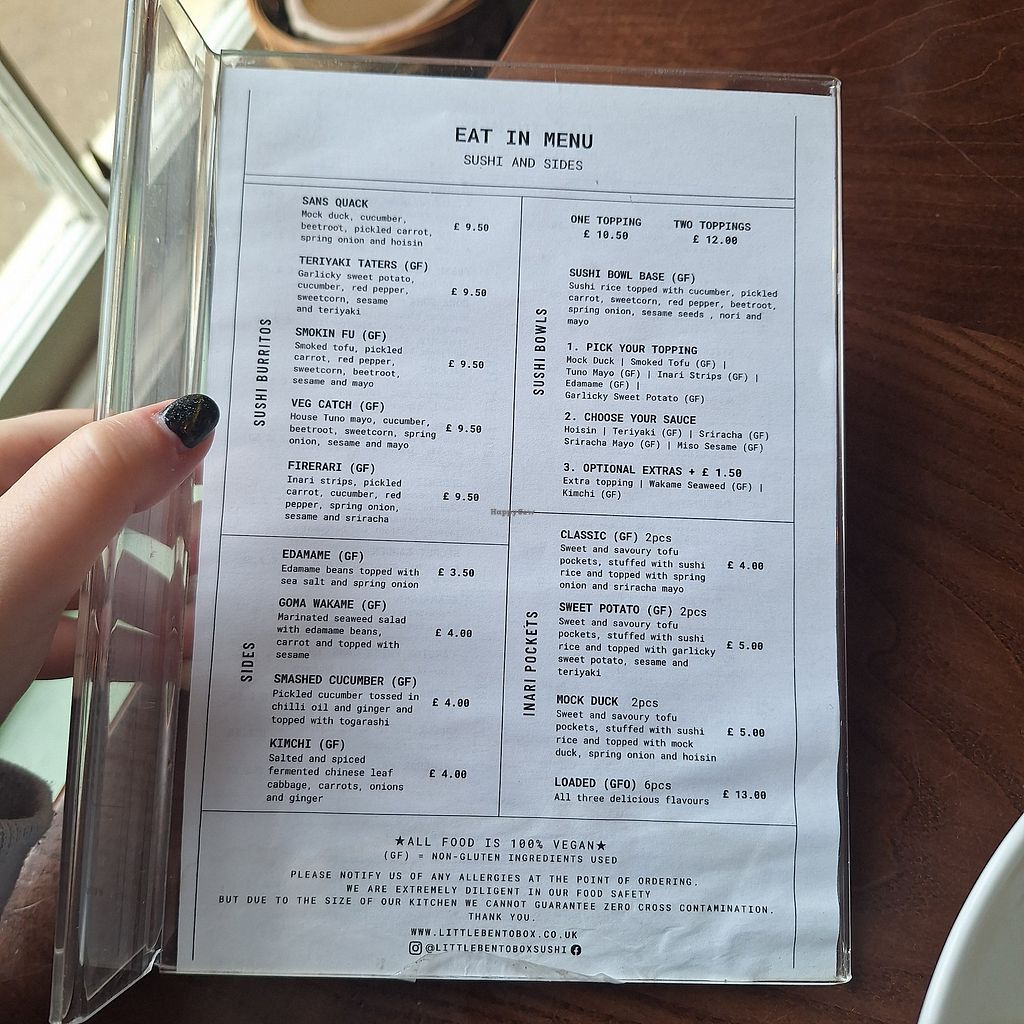 EAT IN MENU
SUSHI AND SIDES
SUSHI BURRITOS
SANS QUACK
Mock duck, cucumber,
beetroot, pickled carrot,
spring onion and hoisin
£ 9.50
TERIYAKI TATERS (GF)
Garlicky sweet potato,
cucumber, red pepper,
sweetcorn, sesame
and teriyaki
£ 9.50
SMOKIN FU (GF)
Smoked tofu, pickled
carrot, red pepper,
sweetcorn, beetroot,
sesame and mayo
£ 9.50
VEG CATCH (GF)
House Tuno mayo, cucumber,
beetroot, sweetcorn, spring
onion, sesame and mayo
£ 9.50
FIRERARI (GF)
Inari strips, pickled
carrot, cucumber, red
pepper, spring onion,
sesame and sriracha
£ 9.50
SIDES
EDAMAME (GF)
Edamame beans topped with
sea salt and spring onion
£ 3.50
GOMA WAKAME (GF)
Marinated seaweed salad
with edamame beans,
carrot and topped with
sesame
£ 4.00
SMASHED CUCUMBER (GF)
Pickled cucumber tossed in
chilli oil and ginger and
topped with togarashi
£ 4.00
KIMCHI (GF)
Salted and spiced
fermented chinese leaf
cabbage, carrots, onions
and ginger
£ 4.00
SUSHI BOWLS
ONE TOPPING
£ 10.50
TWO TOPPINGS
£ 12.00
SUSHI BOWL BASE (GF)
Sushi rice topped with cucumber, pickled
carrot, sweetcorn, red pepper, beetroot,
spring onion, sesame seeds , nori and
mayo
1. PICK YOUR TOPPING
Mock Duck | Smoked Tofu (GF) |
Tuno Mayo (GF) | Inari Strips (GF) |
Edamame (GF) |
Garlicky Sweet Potato (GF)
2. CHOOSE YOUR SAUCE
Hoisin | Teriyaki (GF) | Sriracha (GF)
Sriracha Mayo (GF) | Miso Sesame (GF)
3. OPTIONAL EXTRAS + £ 1.50
Extra topping | Wakame Seaweed (GF) |
Kimchi (GF)
INARI POCKETS
CLASSIC (GF) 2pcs
Sweet and savoury tofu
pockets, stuffed with sushi
rice and topped with spring
onion and sriracha mayo
£ 4.00
SWEET POTATO (GF) 2pcs
Sweet and savoury tofu
pockets, stuffed with sushi
rice and topped with garlicky
sweet potato, sesame and
teriyaki
£ 5.00
MOCK DUCK 2pcs
Sweet and savoury tofu
pockets, stuffed with sushi
rice and topped with mock
duck, spring onion and hoisin
£ 5.00
LOADED (GFO) 6pcs
All three delicious flavours
£ 13.00
★ALL FOOD IS 100% VEGAN★
(GF) = NON-GLUTEN INGREDIENTS USED
PLEASE NOTIFY US OF ANY ALLERGIES AT THE POINT OF ORDERING.
WE ARE EXTREMELY DILIGENT IN OUR FOOD SAFETY
BUT DUE TO THE SIZE OF OUR KITCHEN WE CANNOT GUARANTEE ZERO CROSS CONTAMINATION.
THANK YOU.
WWW.LITTLEBENTOBOX.CO.UK
@LITTLEBENTOBOXSUSHI
HappyCow